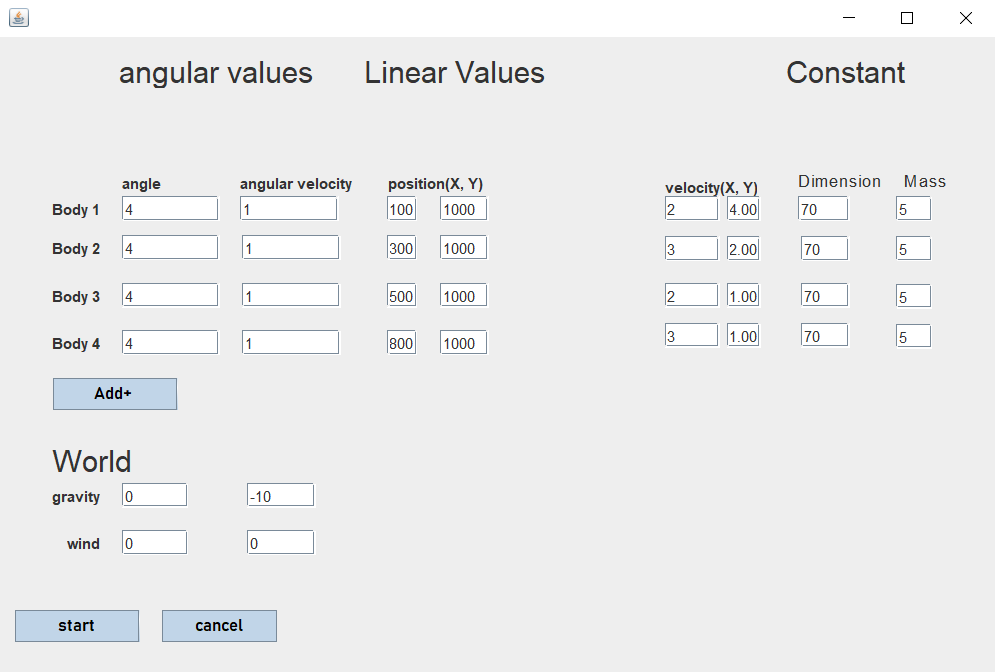 angular values Linear Values Constant
angle angular velocity position(X, Y) velocity(X, Y) Dimension Mass
Body 1 4 1 100 1000 2 4.00 70 5
Body 2 4 1 300 1000 3 2.00 70 5
Body 3 4 1 500 1000 2 1.00 70 5
Body 4 4 1 800 1000 3 1.00 70 5
Add+
World
gravity 0 -10
wind 0 0
start cancel